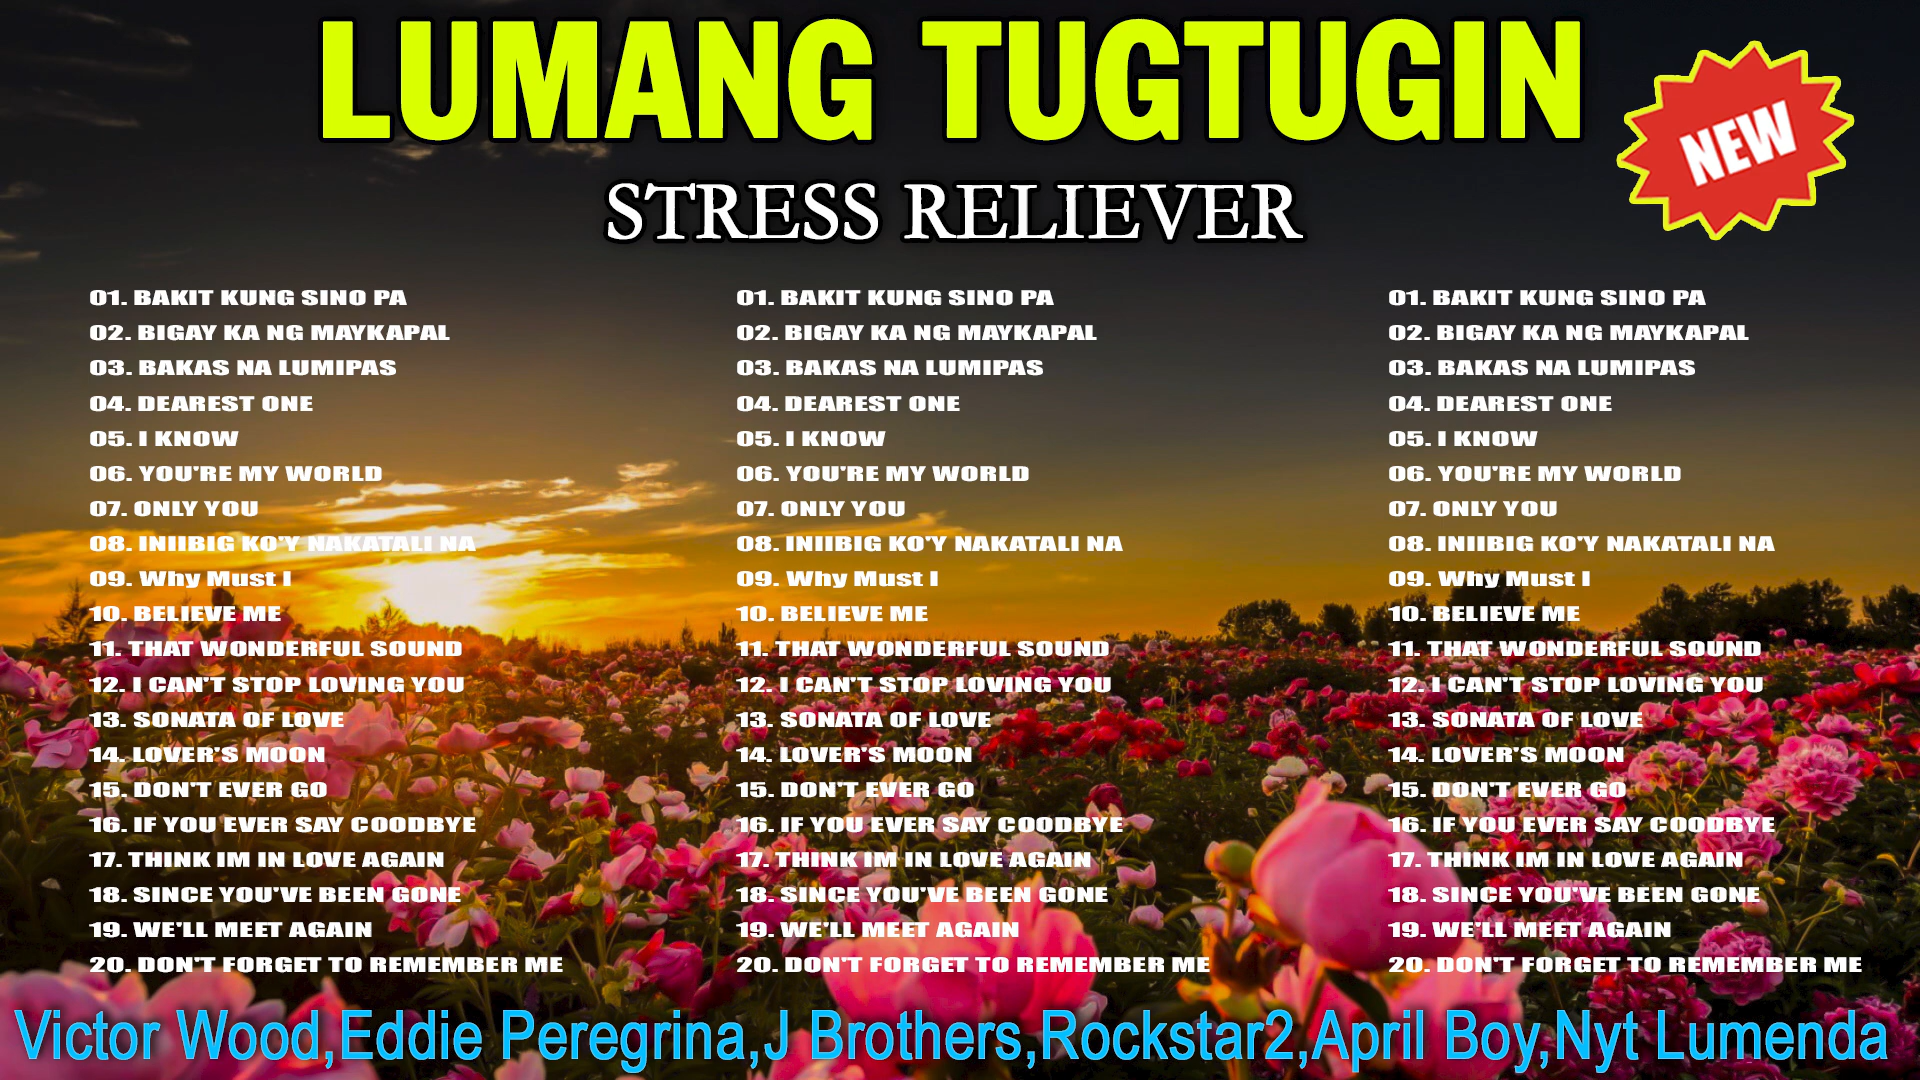 LUMANG TUGTUGIN
NEW
STRESS RELIEVER
01. BAKIT KUNG SINO PA
02. BIGAY KA NG MAYKAPAL
03. BAKAS NA LUMIPAS
04. DEAREST ONE
05. I KNOW
06. YOU'RE MY WORLD
07. ONLY YOU
08. INIIBIG KO'Y NAKATALI NA
09. Why Must I
10. BELIEVE ME
11. THAT WONDERFUL SOUND
12. I CAN'T STOP LOVING YOU
13. SONATA OF LOVE
14. LOVER'S MOON
15. DON'T EVER GO
16. IF YOU EVER SAY COODBYE
17. THINK IM IN LOVE AGAIN
18. SINCE YOU'VE BEEN GONE
19. WE'LL MEET AGAIN
20. DON'T FORGET TO REMEMBER ME
01. BAKIT KUNG SINO PA
02. BIGAY KA NG MAYKAPAL
03. BAKAS NA LUMIPAS
04. DEAREST ONE
05. I KNOW
06. YOU'RE MY WORLD
07. ONLY YOU
08. INIIBIG KO'Y NAKATALI NA
09. Why Must I
10. BELIEVE ME
11. THAT WONDERFUL SOUND
12. I CAN'T STOP LOVING YOU
13. SONATA OF LOVE
14. LOVER'S MOON
15. DON'T EVER GO
16. IF YOU EVER SAY COODBYE
17. THINK IM IN LOVE AGAIN
18. SINCE YOU'VE BEEN GONE
19. WE'LL MEET AGAIN
20. DON'T FORGET TO REMEMBER ME
01. BAKIT KUNG SINO PA
02. BIGAY KA NG MAYKAPAL
03. BAKAS NA LUMIPAS
04. DEAREST ONE
05. I KNOW
06. YOU'RE MY WORLD
07. ONLY YOU
08. INIIBIG KO'Y NAKATALI NA
09. Why Must I
10. BELIEVE ME
11. THAT WONDERFUL SOUND
12. I CAN'T STOP LOVING YOU
13. SONATA OF LOVE
14. LOVER'S MOON
15. DON'T EVER GO
16. IF YOU EVER SAY COODBYE
17. THINK IM IN LOVE AGAIN
18. SINCE YOU'VE BEEN GONE
19. WE'LL MEET AGAIN
20. DON'T FORGET TO REMEMBER ME
Victor Wood,Eddie Peregrina,J Brothers,Rockstar2,April Boy,Nyt Lumenda